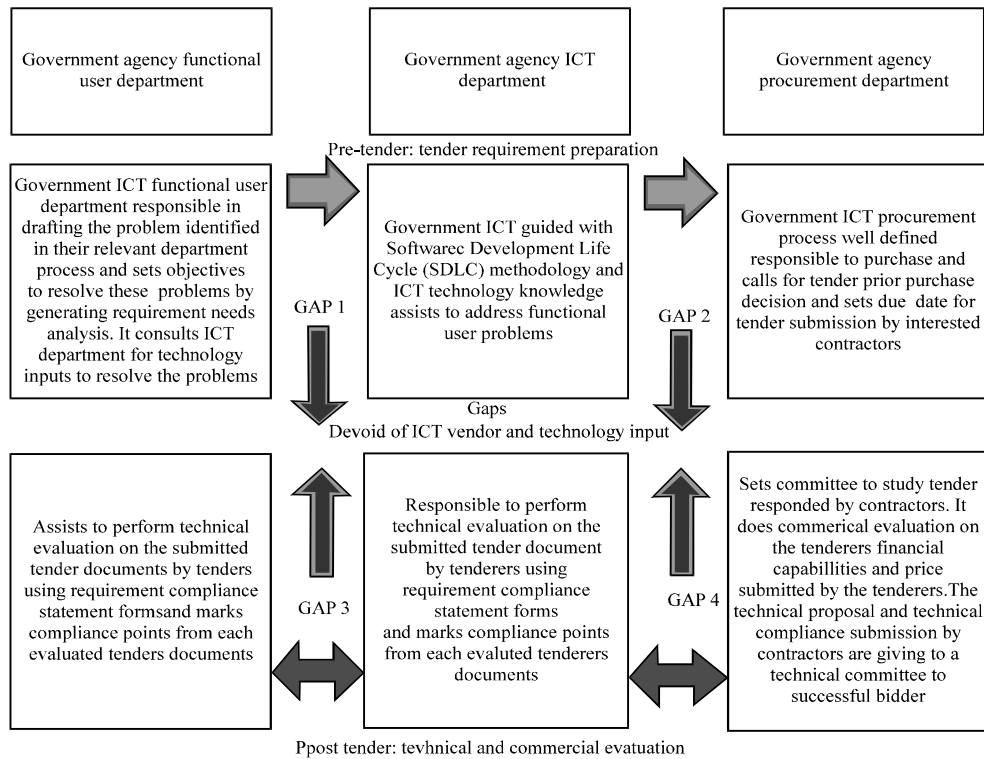 Government agency functional
user department
Government agency ICT
department
Government agency
procurement department
Pre-tender: tender requirement preparation
Government ICT functional user
department responsible in
drafting the problem identified
in their relevant department
process and sets objectives
to resolve these problems by
generating requirement needs
analysis. It consults ICT
department for technology
inputs to resolve the problems
GAP 1
Government ICT guided with
Softwarec Development Life
Cycle (SDLC) methodology and
ICT technology knowledge
assists to address functional
user problems
GAP 2
Government ICT procurement
process well defined
responsible to purchase and
calls for tender prior purchase
decision and sets due date for
tender submission by interested
contractors
Gaps
Devoid of ICT vendor and technology input
Assists to perform technical
evaluation on the submitted
tender documents by tenders
using requirement compliance
statement formsand marks
compliance points from each
evaluated tenders documents
GAP 3
Responsible to perform
technical evaluation on the
submitted tender document
by tenderers using
requirement compliance
statement forms
and marks compliance points
from each evaluted tenderers
documents
GAP 4
Sets committee to study tender
responded by contractors. It
does commerical evaluation on
the tenderers financial
capabillities and price
submitted by the tenderers.The
technical proposal and technical
compliance submission by
contractors are giving to a
technical committee to
successful bidder
Ppost tender: tevhnical and commercial evatuation